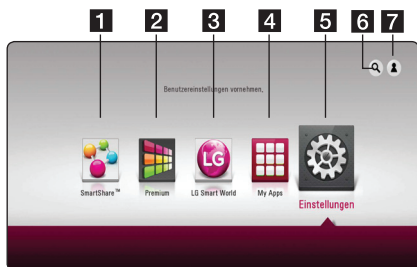 1 2 3 4 5 6 7
Benutzereinstellungen vornehmen.
LG
SmartShare™ Premium LG Smart World My Apps
Einstellungen